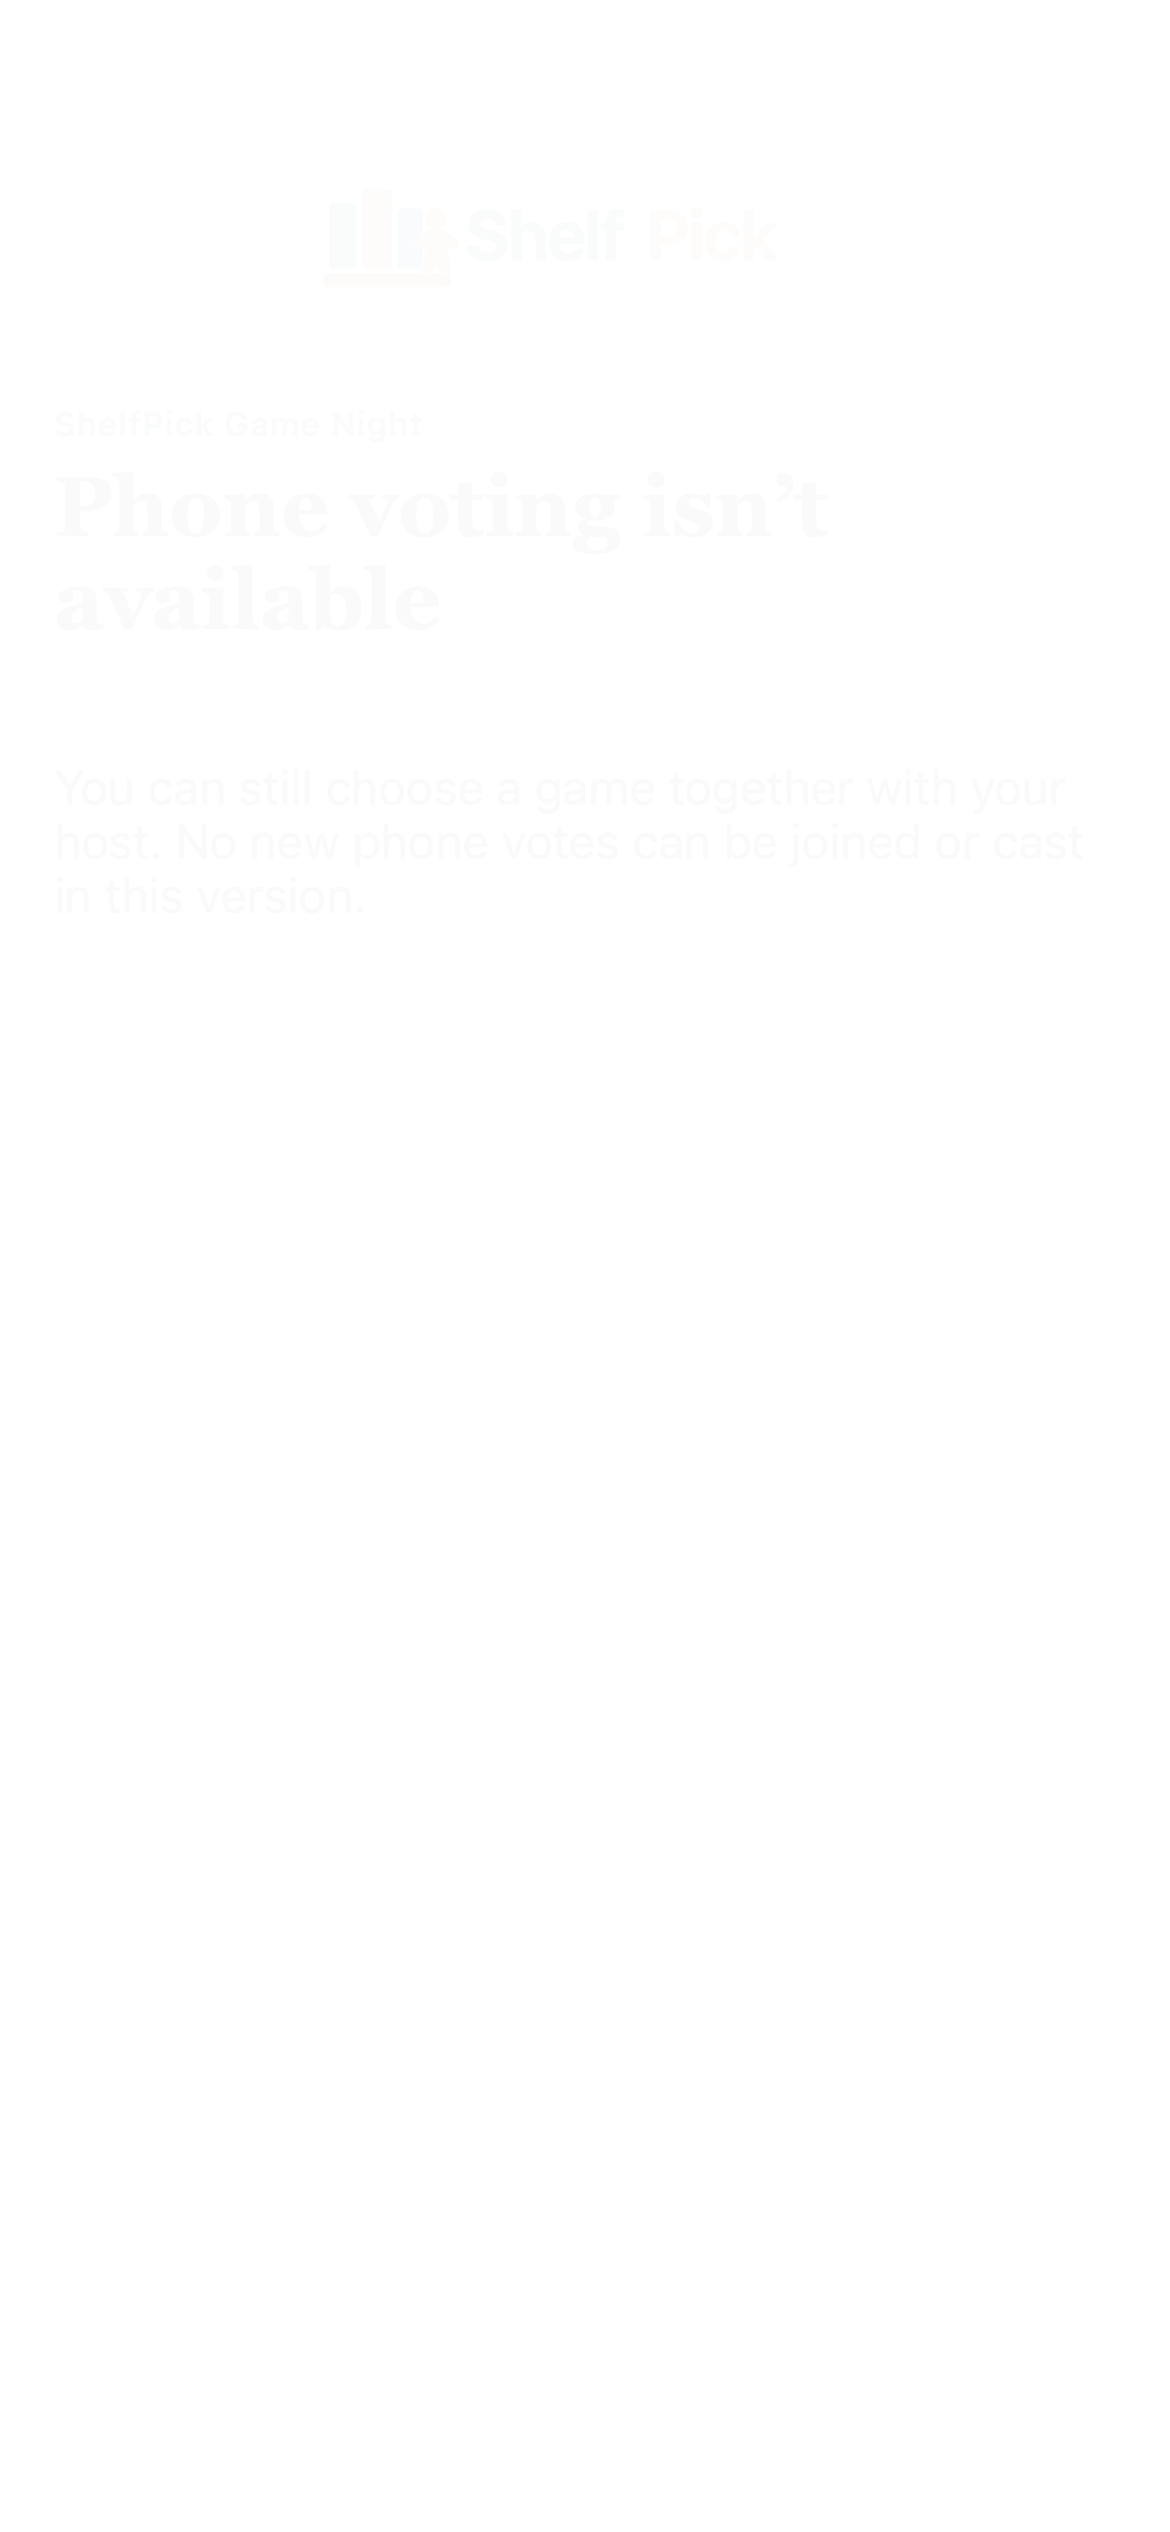 Shelf Pick
ShelfPick Game Night
Phone voting isn’t
available
You can still choose a game together with your
host. No new phone votes can be joined or cast
in this version.